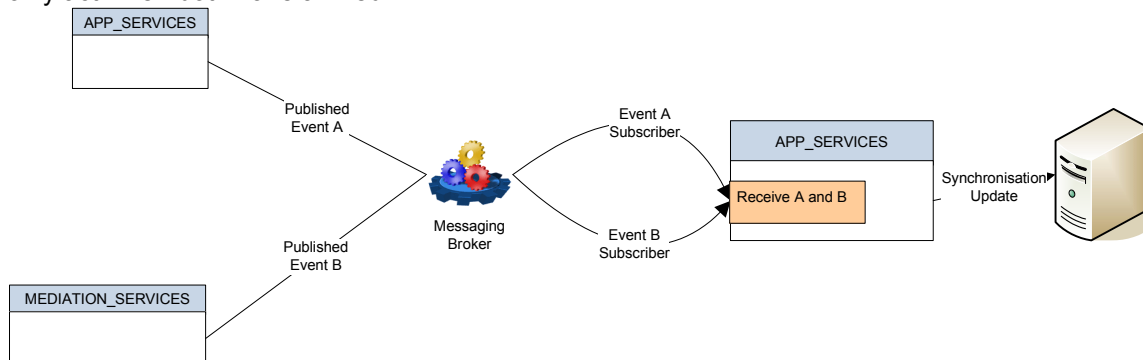 APP_SERVICES
Published
Event A
Event A
Subscriber
APP_SERVICES
Receive A and B
Synchronisation
Update
Messaging
Broker
Event B
Subscriber
Published
Event B
MEDIATION_SERVICES